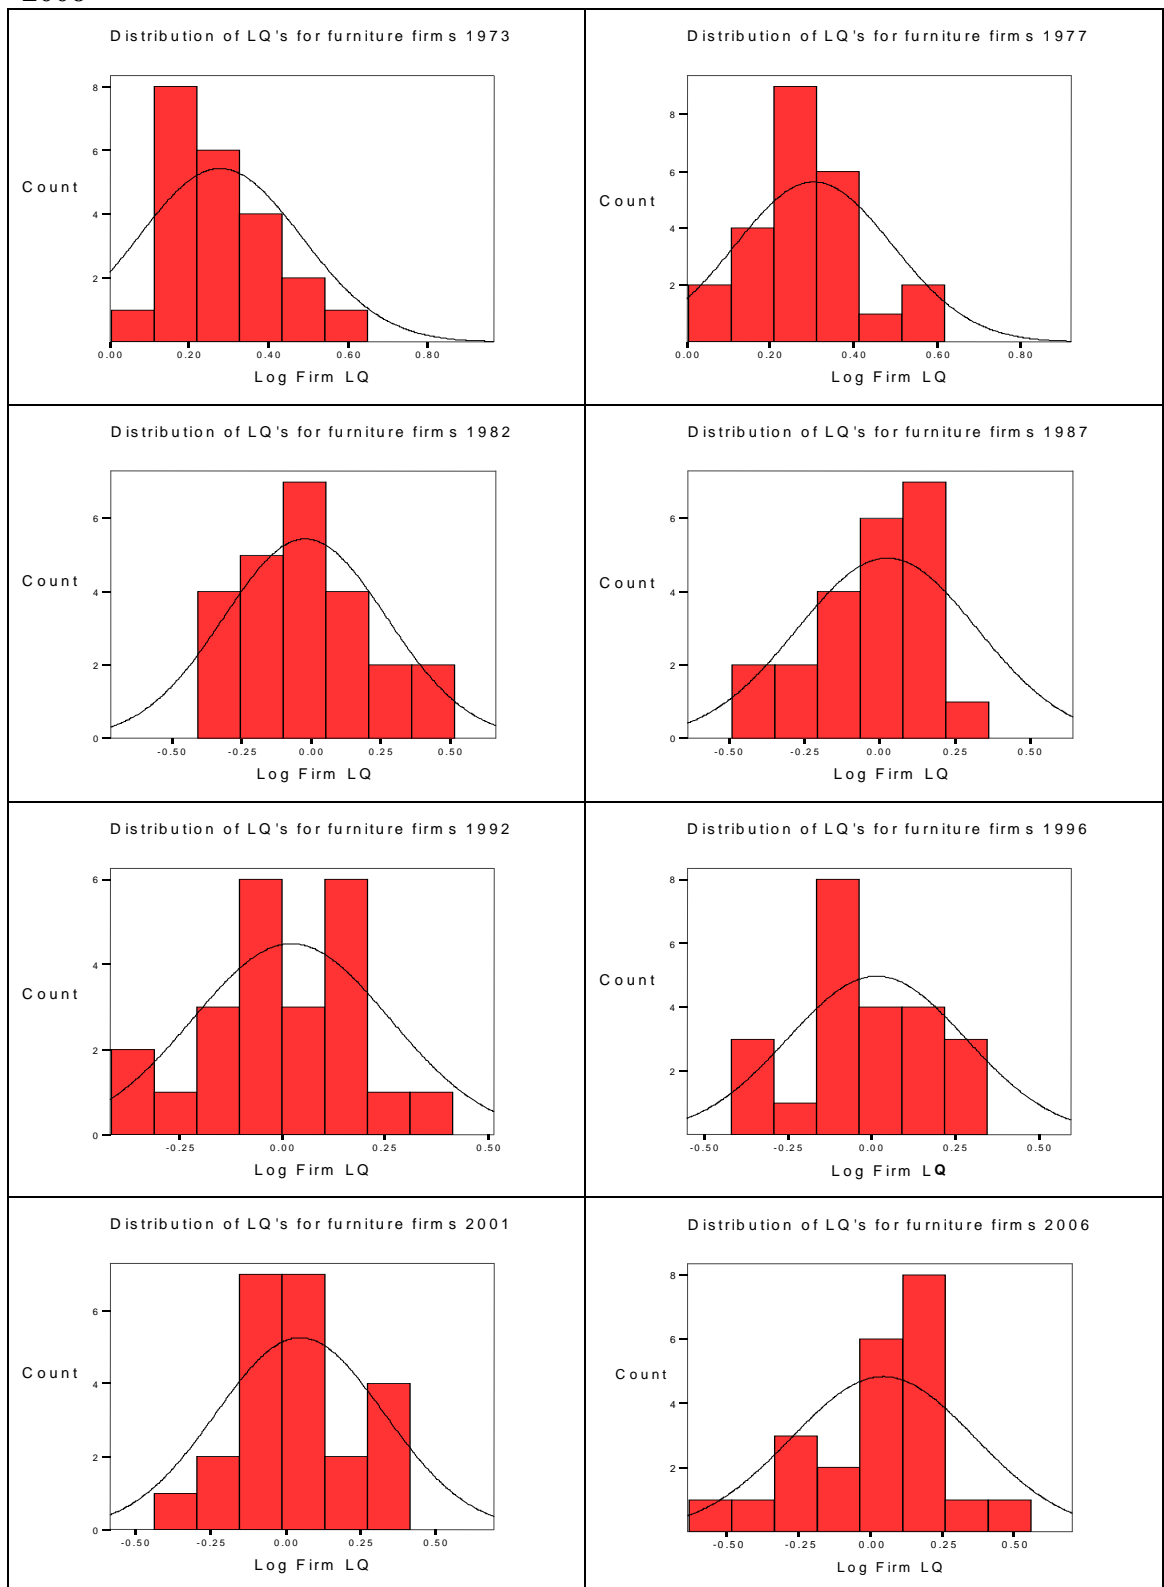 Distribution of LQ's for furniture firms 1973
8
6
Count
4
2
0.00 0.20 0.40 0.60 0.80
Log Firm LQ
Distribution of LQ's for furniture firms 1977
8
6
Count
4
2
0.00 0.20 0.40 0.60 0.80
Log Firm LQ
Distribution of LQ's for furniture firms 1982
6
Count
4
2
0
-0.50 -0.25 0.00 0.25 0.50
Log Firm LQ
Distribution of LQ's for furniture firms 1987
6
Count
4
2
0
-0.50 -0.25 0.00 0.25 0.50
Log Firm LQ
Distribution of LQ's for furniture firms 1992
6
4
Count
2
0
-0.25 0.00 0.25 0.50
Log Firm LQ
Distribution of LQ's for furniture firms 1996
8
6
Count
4
2
-0.50 -0.25 0.00 0.25 0.50
Log Firm LQ
Distribution of LQ's for furniture firms 2001
6
Count
4
2
0
-0.50 -0.25 0.00 0.25 0.50
Log Firm LQ
Distribution of LQ's for furniture firms 2006
8
6
Count
4
2
-0.50 -0.25 0.00 0.25 0.50
Log Firm LQ